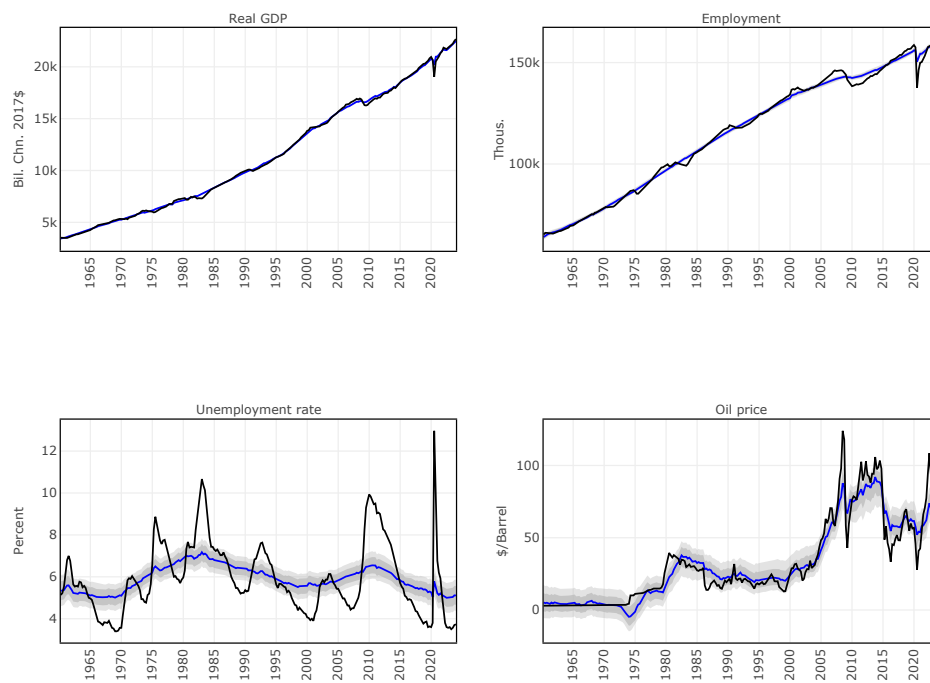 Real GDP
Bil. Chn. 2017$
20k
15k
10k
5k
1965 1970 1975 1980 1985 1990 1995 2000 2005 2010 2015 2020
Employment
Thous.
150k
100k
1965 1970 1975 1980 1985 1990 1995 2000 2005 2010 2015 2020
Unemployment rate
Percent
12
10
8
6
4
1965 1970 1975 1980 1985 1990 1995 2000 2005 2010 2015 2020
Oil price
$/Barrel
100
50
0
1965 1970 1975 1980 1985 1990 1995 2000 2005 2010 2015 2020